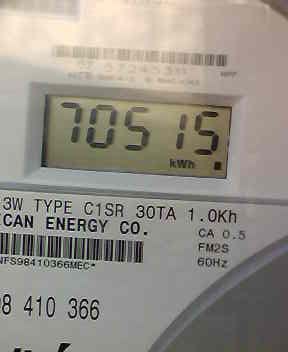 70515
kWh
3W TYPE C1SR 30TA 1.0Kh
CAN ENERGY CO.
CA 0.5
FM2S
NFS98410366MEC*
60Hz
98 410 366